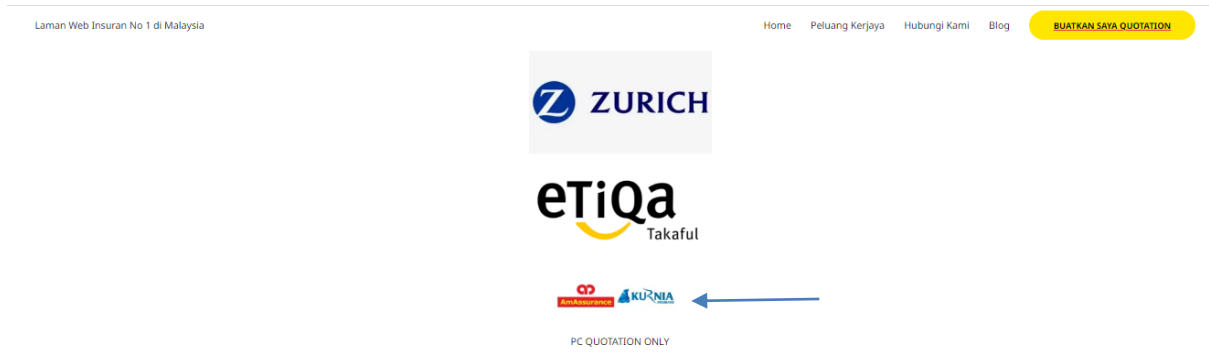 Laman Web Insuran No 1 di Malaysia
Home Peluang Kerjaya Hubungi Kami Blog BUATKAN SAYA QUOTATION
Z ZURICH
eTiQa
Takaful
AmAssurance KURNIA
PC QUOTATION ONLY